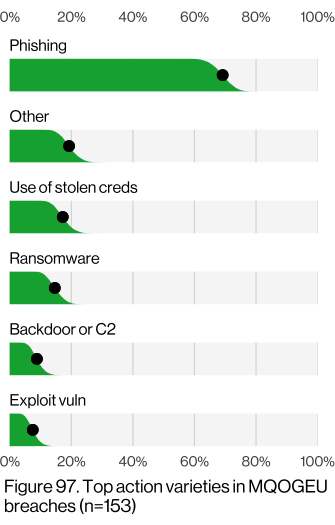 0% 20% 40% 60% 80% 100%
Phishing
Other
Use of stolen creds
Ransomware
Backdoor or C2
Exploit vuln
0% 20% 40% 60% 80% 100%
Figure 97. Top action varieties in MQOGEU
breaches (n=153)